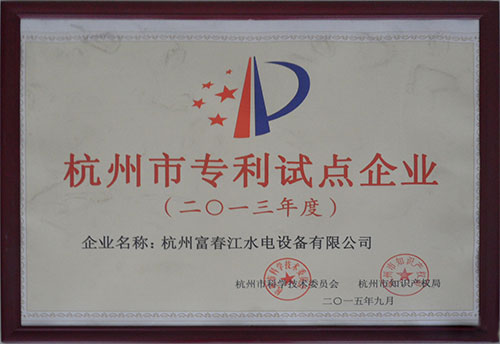 杭州市专利试点企业
(二〇一三年度)
企业名称：杭州富春江水电设备有限公司
杭州市科学技术委员会 杭州市知识产权局
二〇一五年九月